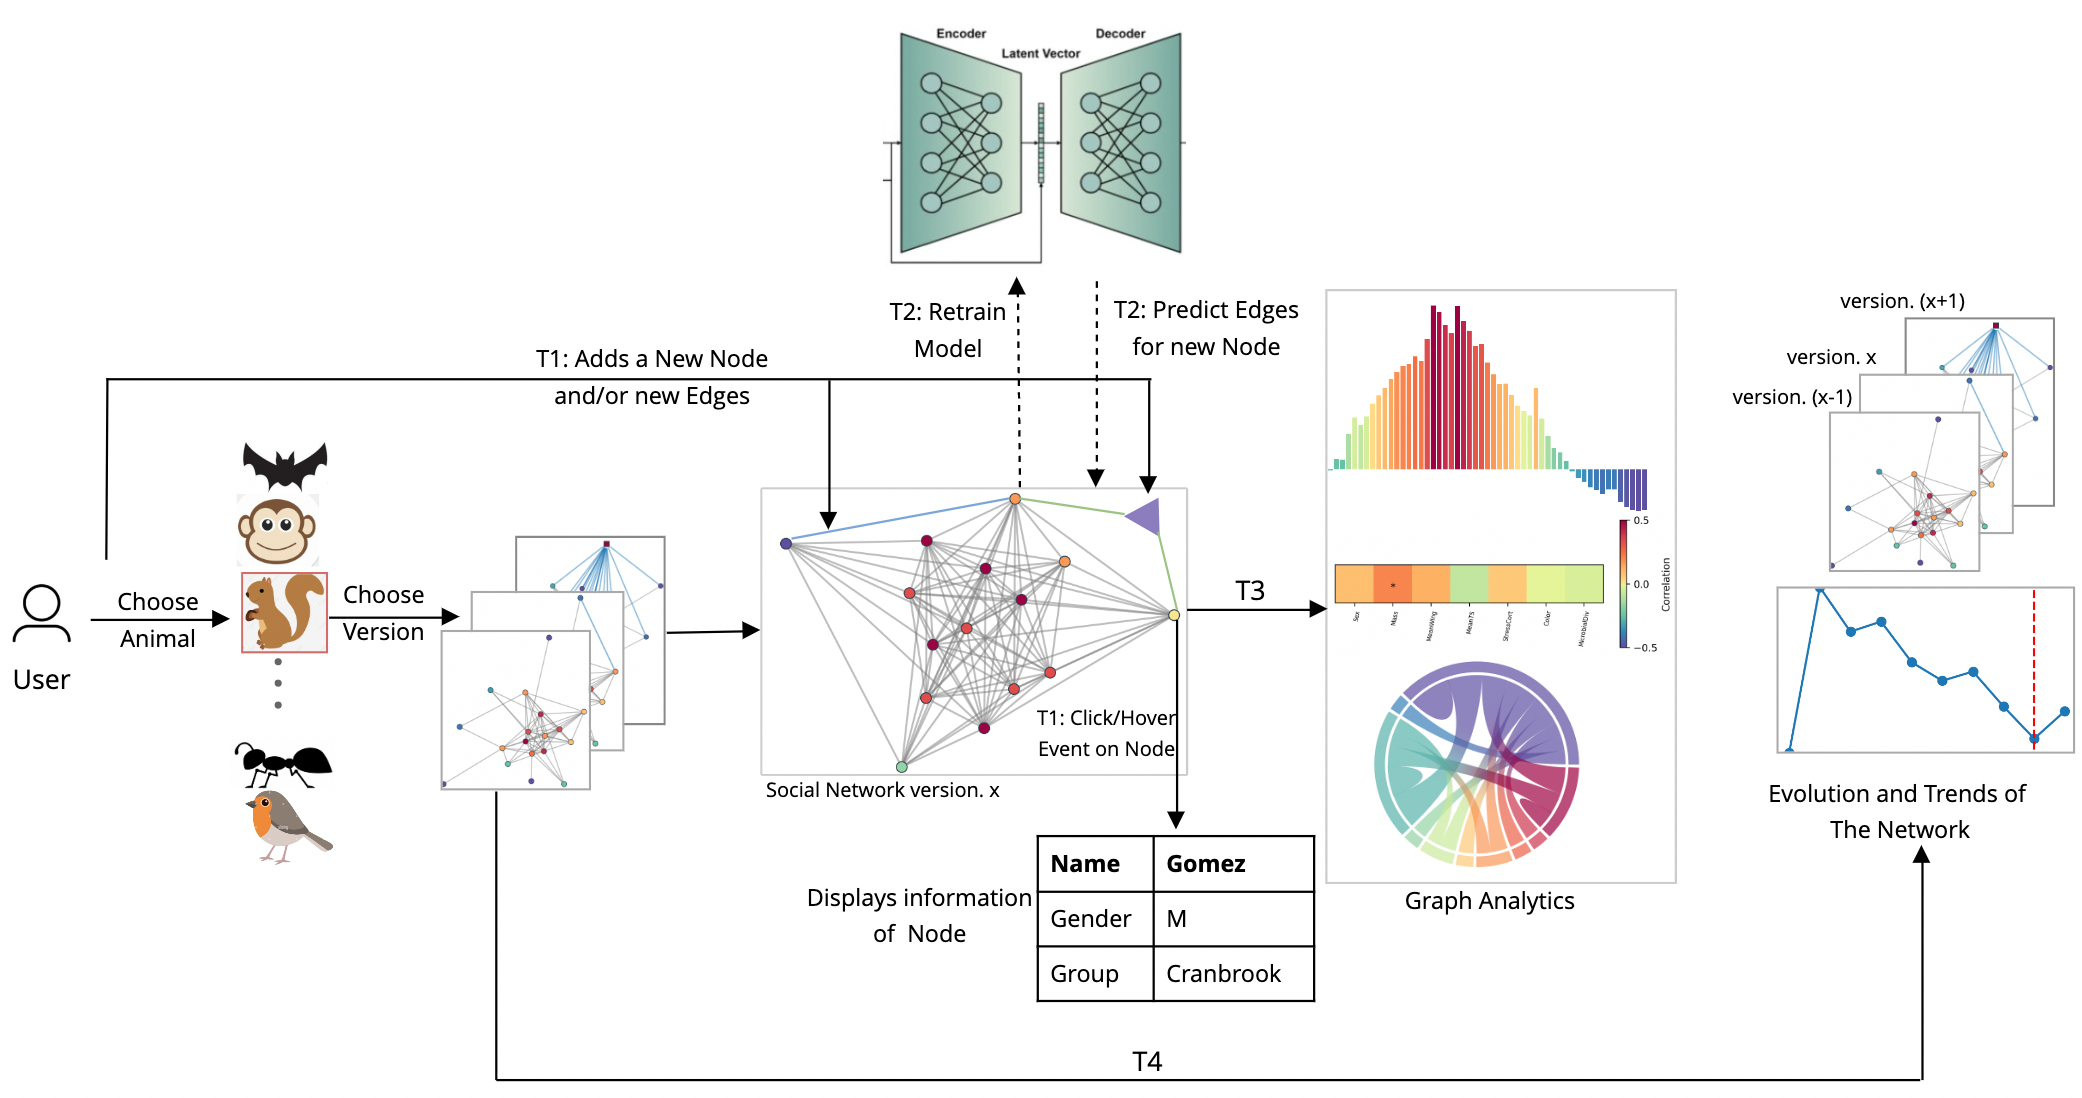 Encoder
Decoder
Latent Vector
T2: Retrain
Model
T2: Predict Edges
for new Node
T1: Adds a New Node
and/or new Edges
version. (x+1)
version. x
version. (x-1)
Choose
Animal
Choose
Version
User
T3
T1: Click/Hover
Event on Node
Social Network version. x
0.5
0.0
−0.5
Correlation
*
Sex
Mass
MeanWing
MeanTS
StressCort
Color
MicrobialDiv
Graph Analytics
Evolution and Trends of
The Network
Displays information
of Node
Name Gomez
Gender M
Group Cranbrook
T4